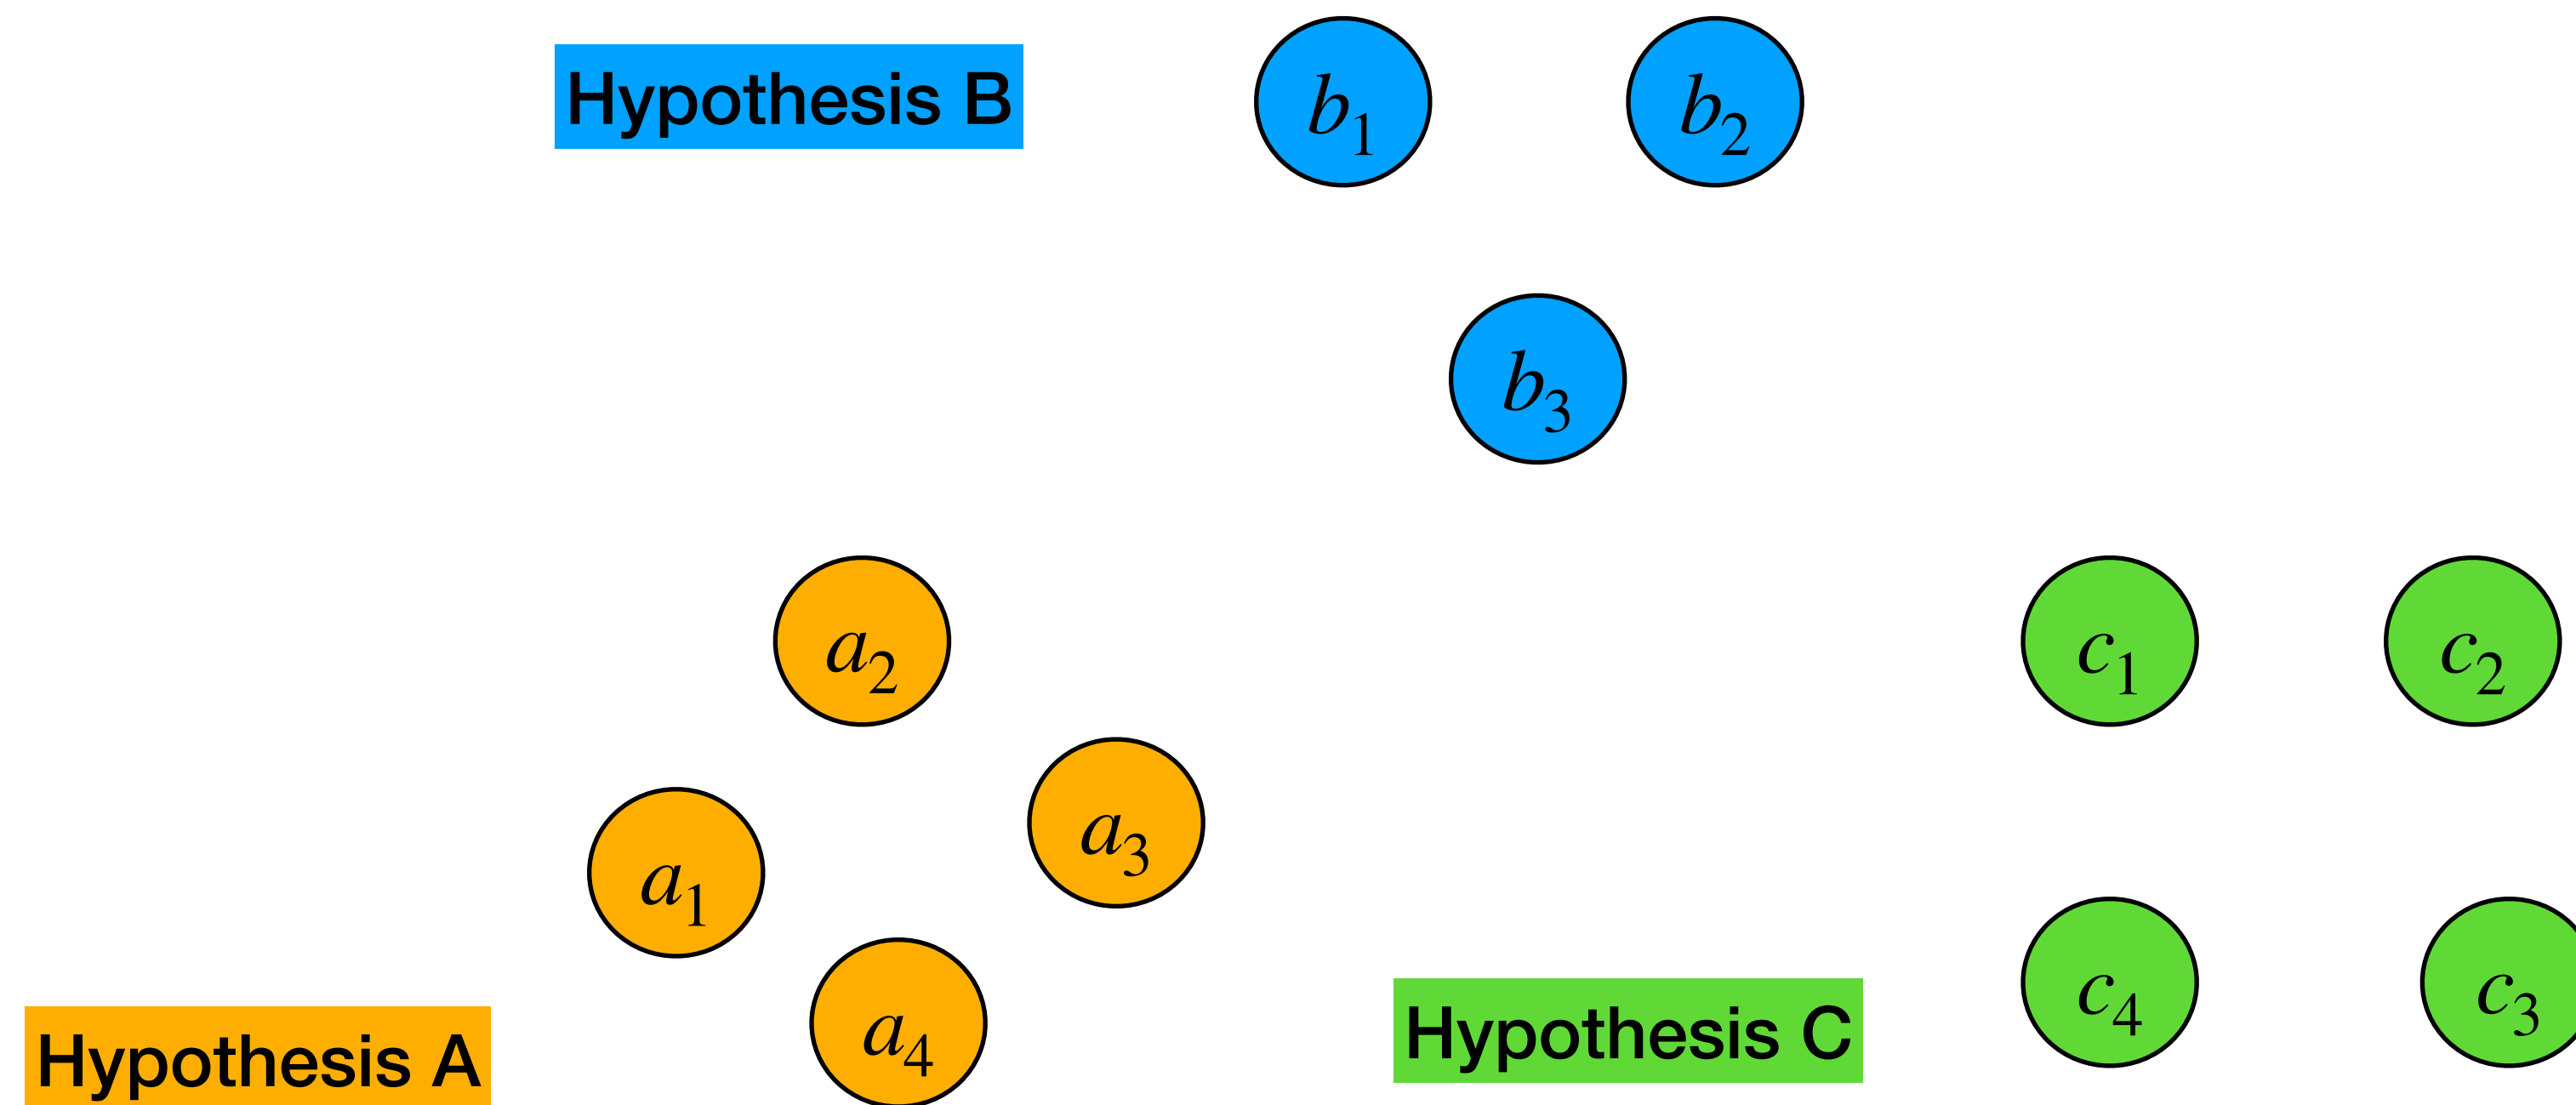 Hypothesis B
b₁
b₂
b₃
a₂
c₁
c₂
a₃
a₁
c₄
c₃
a₄
Hypothesis C
Hypothesis A